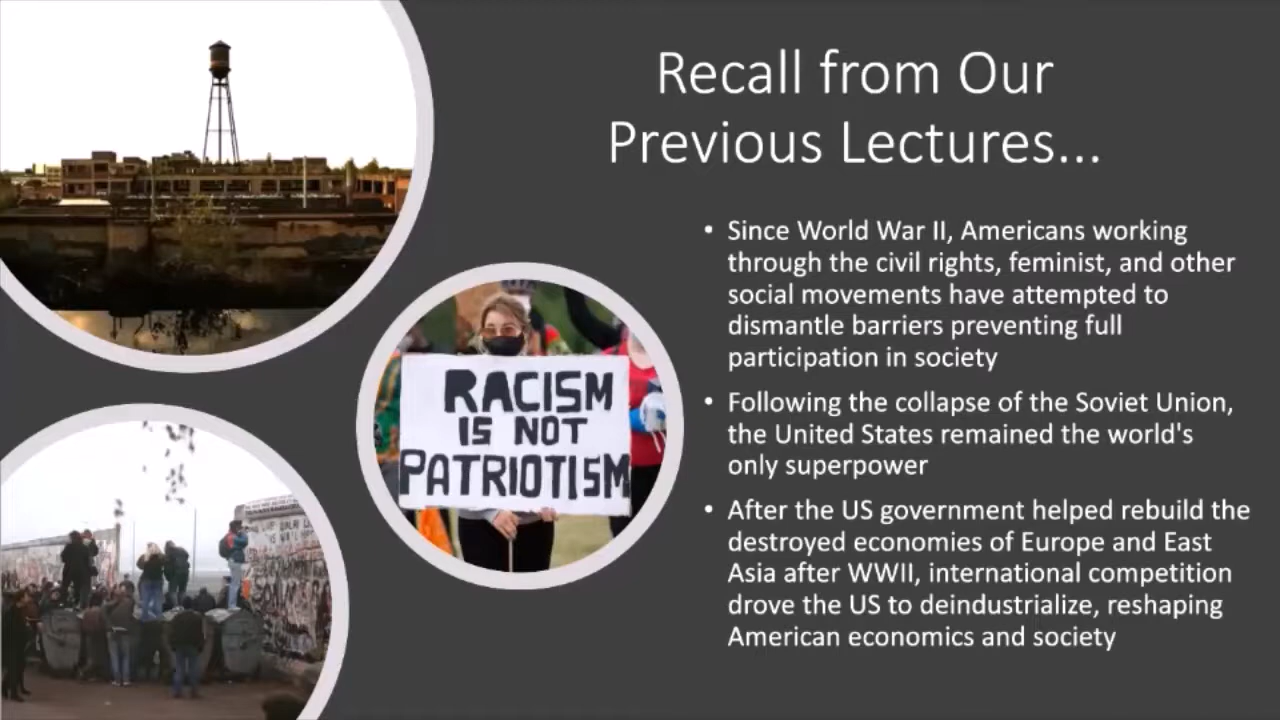 Recall from Our
Previous Lectures...
• Since World War II, Americans working
through the civil rights, feminist, and other
social movements have attempted to
dismantle barriers preventing full
participation in society
• Following the collapse of the Soviet Union,
the United States remained the world's
only superpower
• After the US government helped rebuild the
destroyed economies of Europe and East
Asia after WWII, international competition
drove the US to deindustrialize, reshaping
American economics and society
RACISM
IS NOT
PATRIOTISM